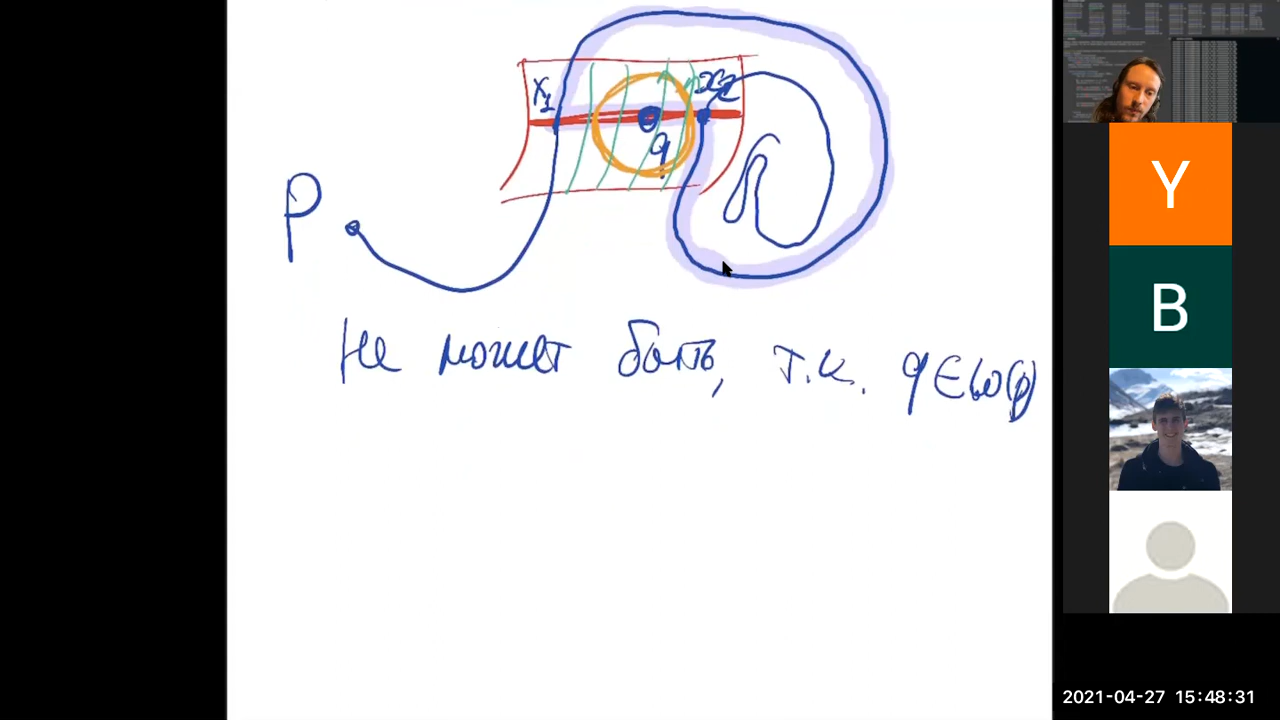 x₁
x₂
q
P
Не может быть, т.к. q ∈ ω(p)
Y
B
2021-04-27 15:48:31